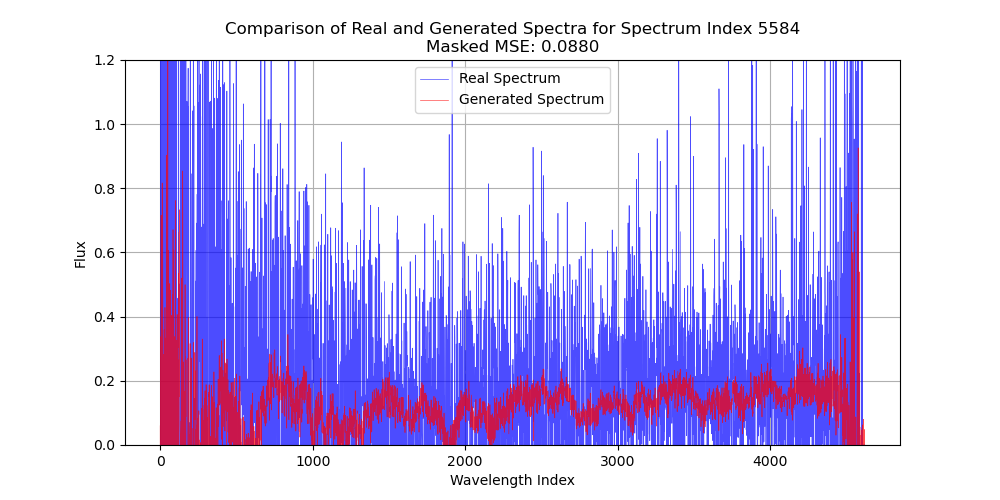 Comparison of Real and Generated Spectra for Spectrum Index 5584
Masked MSE: 0.0880
Real Spectrum
Generated Spectrum
1.2
1.0
0.8
0.6
0.4
0.2
0.0
Flux
0 1000 2000 3000 4000
Wavelength Index